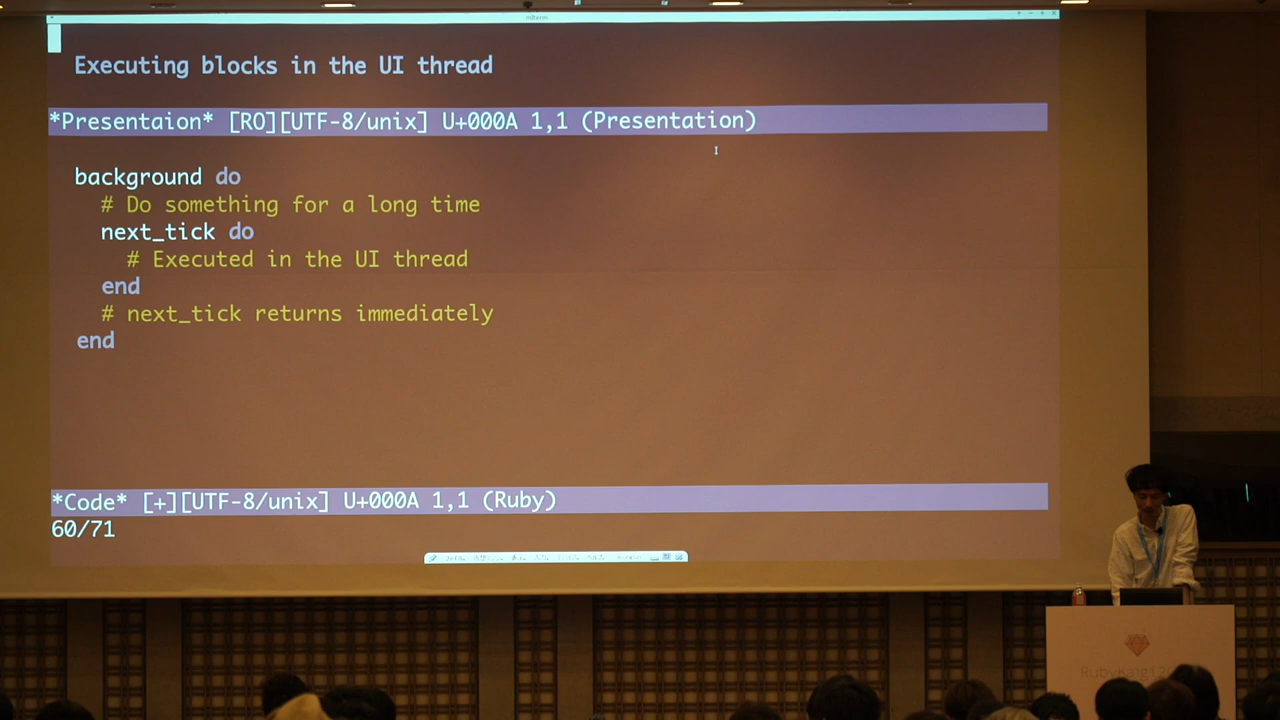 Executing blocks in the UI thread
*Presentaion* [RO][UTF-8/unix] U+000A 1,1 (Presentation)
background do
# Do something for a long time
next_tick do
# Executed in the UI thread
end
# next_tick returns immediately
end
*Code* [+][UTF-8/unix] U+000A 1,1 (Ruby)
60/71